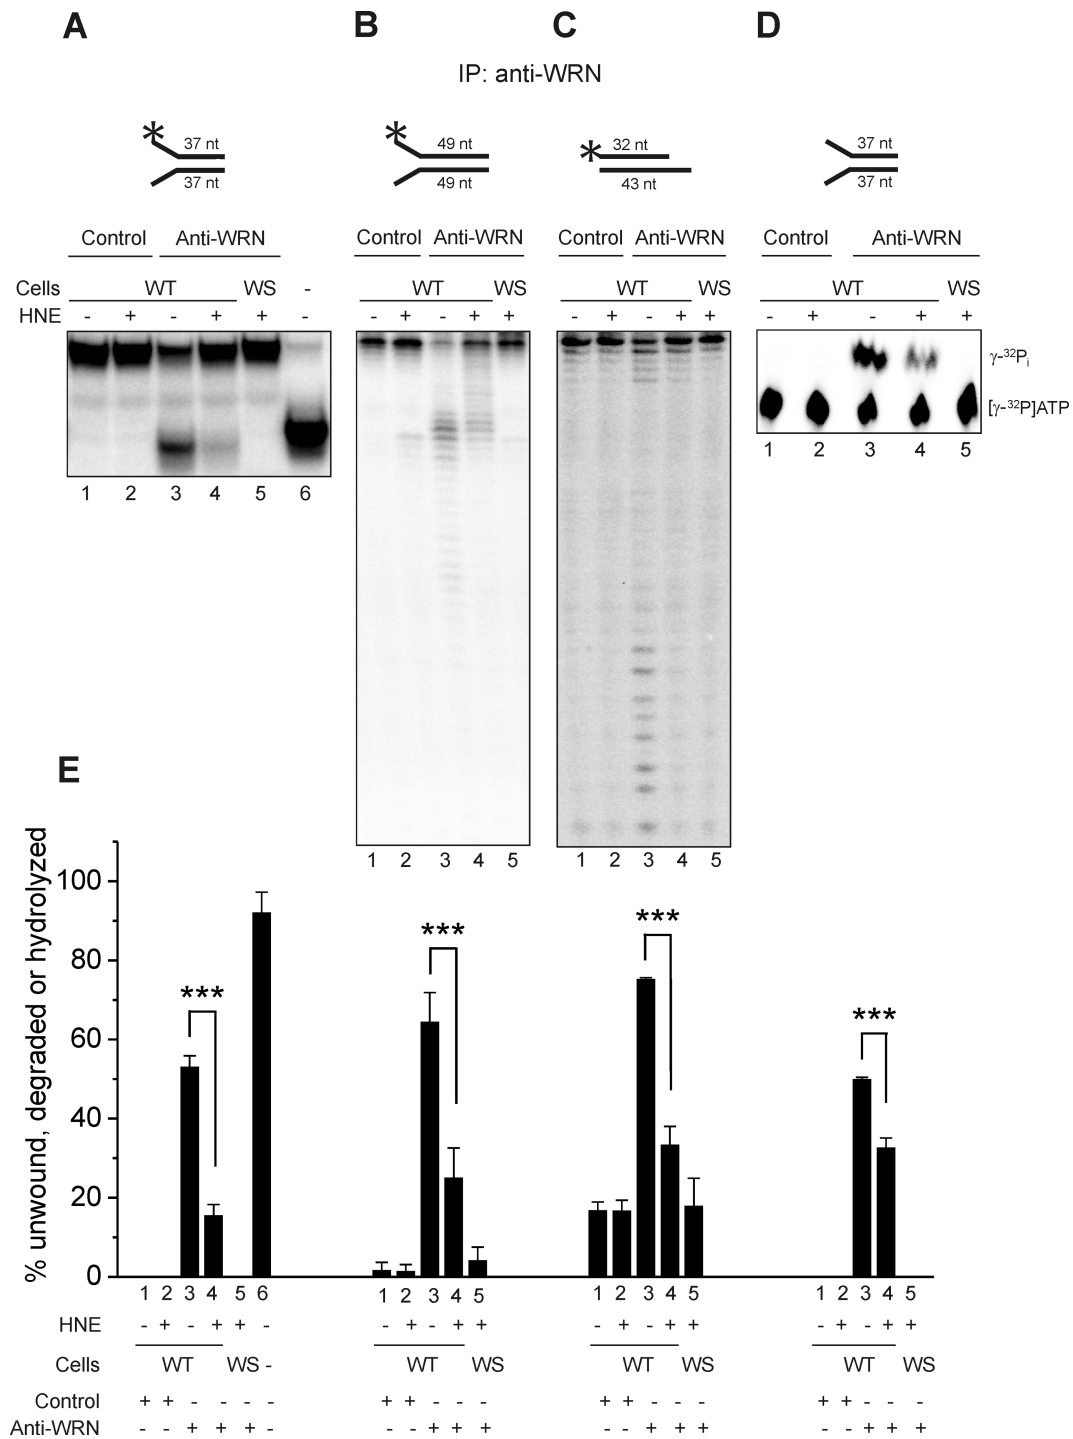 A B C D
IP: anti-WRN
37 nt 49 nt 32 nt 37 nt
37 nt 49 nt 43 nt 37 nt
Control Anti-WRN Control Anti-WRN Control Anti-WRN Control Anti-WRN
Cells WT WS - WT WS WT WS WT WS
HNE - + - + + - - + - + + - + - + + - + - + +
γ-³²Pᵢ
[γ-³²P]ATP
1 2 3 4 5
1 2 3 4 5 6
E
1 2 3 4 5 1 2 3 4 5
% unwound, degraded or hydrolyzed
100
80
60
40
20
0
*** *** *** ***
1 2 3 4 5 6 1 2 3 4 5 1 2 3 4 5 1 2 3 4 5
HNE - + - + + - - + - + + - + - + + - + - + +
Cells WT WS - WT WS WT WS WT WS
Control + + - - - - + + - - - + + - - - + + - - -
Anti-WRN - - + + + - - - + + + - - + + + - - + + +